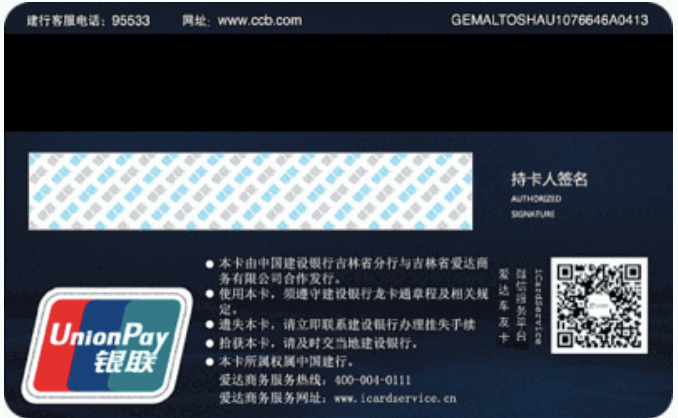 建行客服电话：95533 网址：www.ccb.com GEMALTOSHAU1076646A0413
持卡人签名
AUTHORIZED
SIGNATURE
本卡由中国建设银行吉林省分行与吉林省爱达商
务有限公司合作发行。
使用本卡，须遵守建设银行龙卡通章程及相关规
定。
遗失本卡，请立即联系建设银行办理挂失手续
拾获本卡，请及时交当地建设银行。
本卡所属权属中国建行。
爱达商务服务热线：400-004-0111
爱达商务服务网址：www.icardservice.cn
UnionPay
银联
爱达车友卡
微信服务平台
icardservice